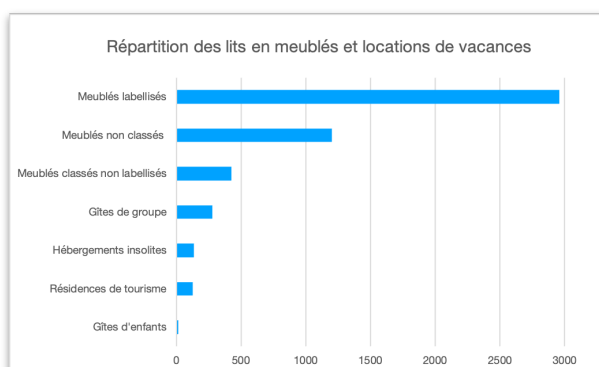 Répartition des lits en meublés et locations de vacances
Meublés labellisés
Meublés non classés
Meublés classés non labellisés
Gîtes de groupe
Hébergements insolites
Résidences de tourisme
Gîtes d'enfants
0 500 1000 1500 2000 2500 3000